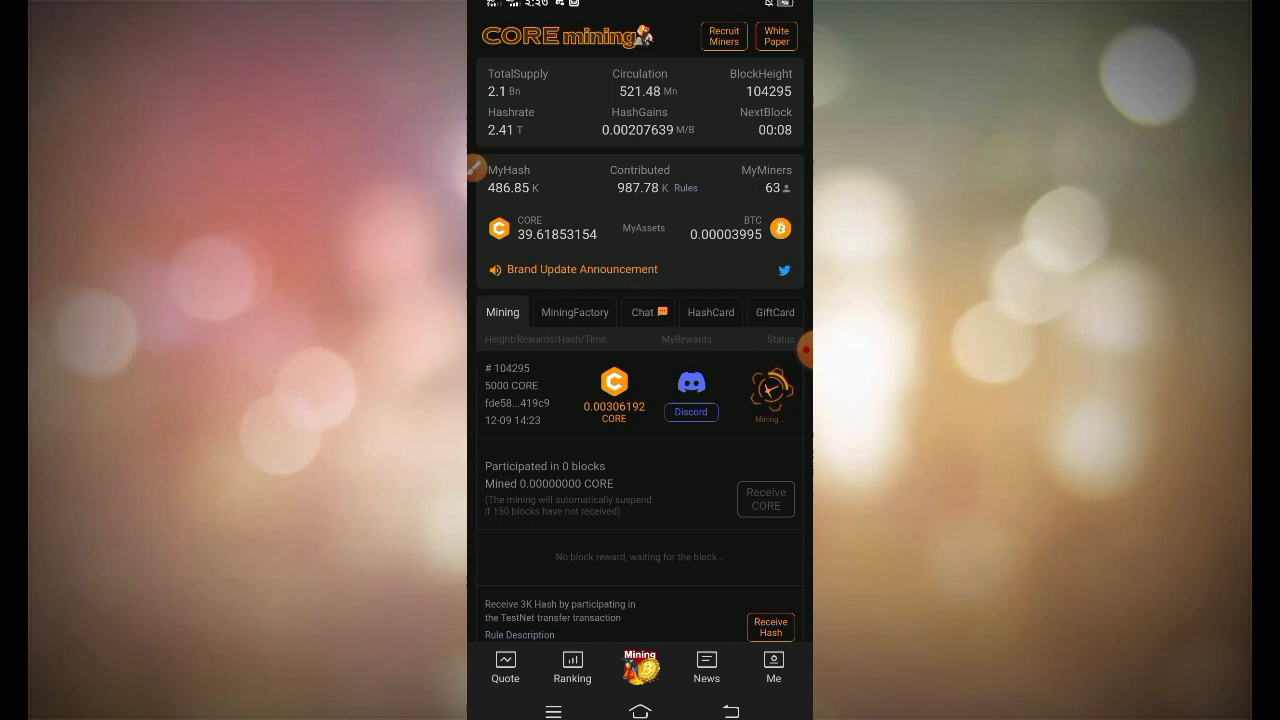 CORE mining
Recruit Miners
White Paper
TotalSupply Circulation BlockHeight
2.1 Bn 521.48 Mn 104295
Hashrate HashGains NextBlock
2.41 T 0.00207639 M/B 00:08
MyHash Contributed MyMiners
486.85 K 987.78 K Rules 63
CORE BTC
39.61853154 MyAssets 0.00003995
Brand Update Announcement
Mining MiningFactory Chat HashCard GiftCard
Height/Rewards/Hash/Time MyRewards Status
# 104295
5000 CORE
fde58...419c9
12-09 14:23
0.00306192
CORE
Discord
Mining ...
Participated in 0 blocks
Mined 0.00000000 CORE
(The mining will automatically suspend
if 150 blocks have not received)
Receive
CORE
No block reward, waiting for the block...
Receive 3K Hash by participating in
the TestNet transfer transaction
Rule Description
Receive
Hash
Mining
Quote Ranking News Me